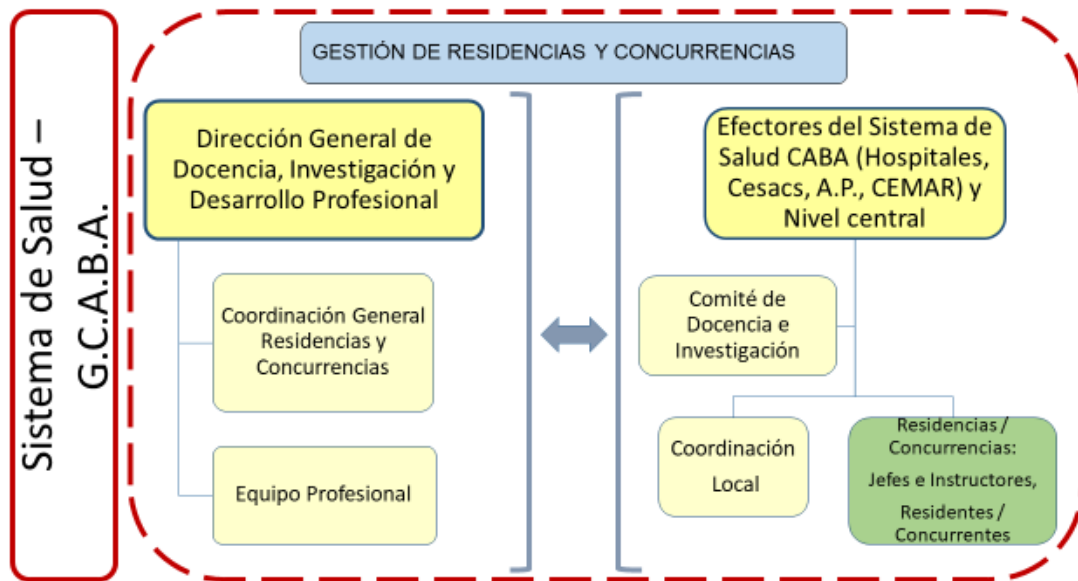 Sistema de Salud –
G.C.A.B.A.
GESTIÓN DE RESIDENCIAS Y CONCURRENCIAS
Dirección General de
Docencia, Investigación y
Desarrollo Profesional
Coordinación General
Residencias y
Concurrencias
Equipo Profesional
Efectores del Sistema de
Salud CABA (Hospitales,
Cesacs, A.P., CEMAR) y
Nivel central
Comité de
Docencia e
Investigación
Coordinación
Local
Residencias /
Concurrencias:
Jefes e Instructores,
Residentes /
Concurrentes